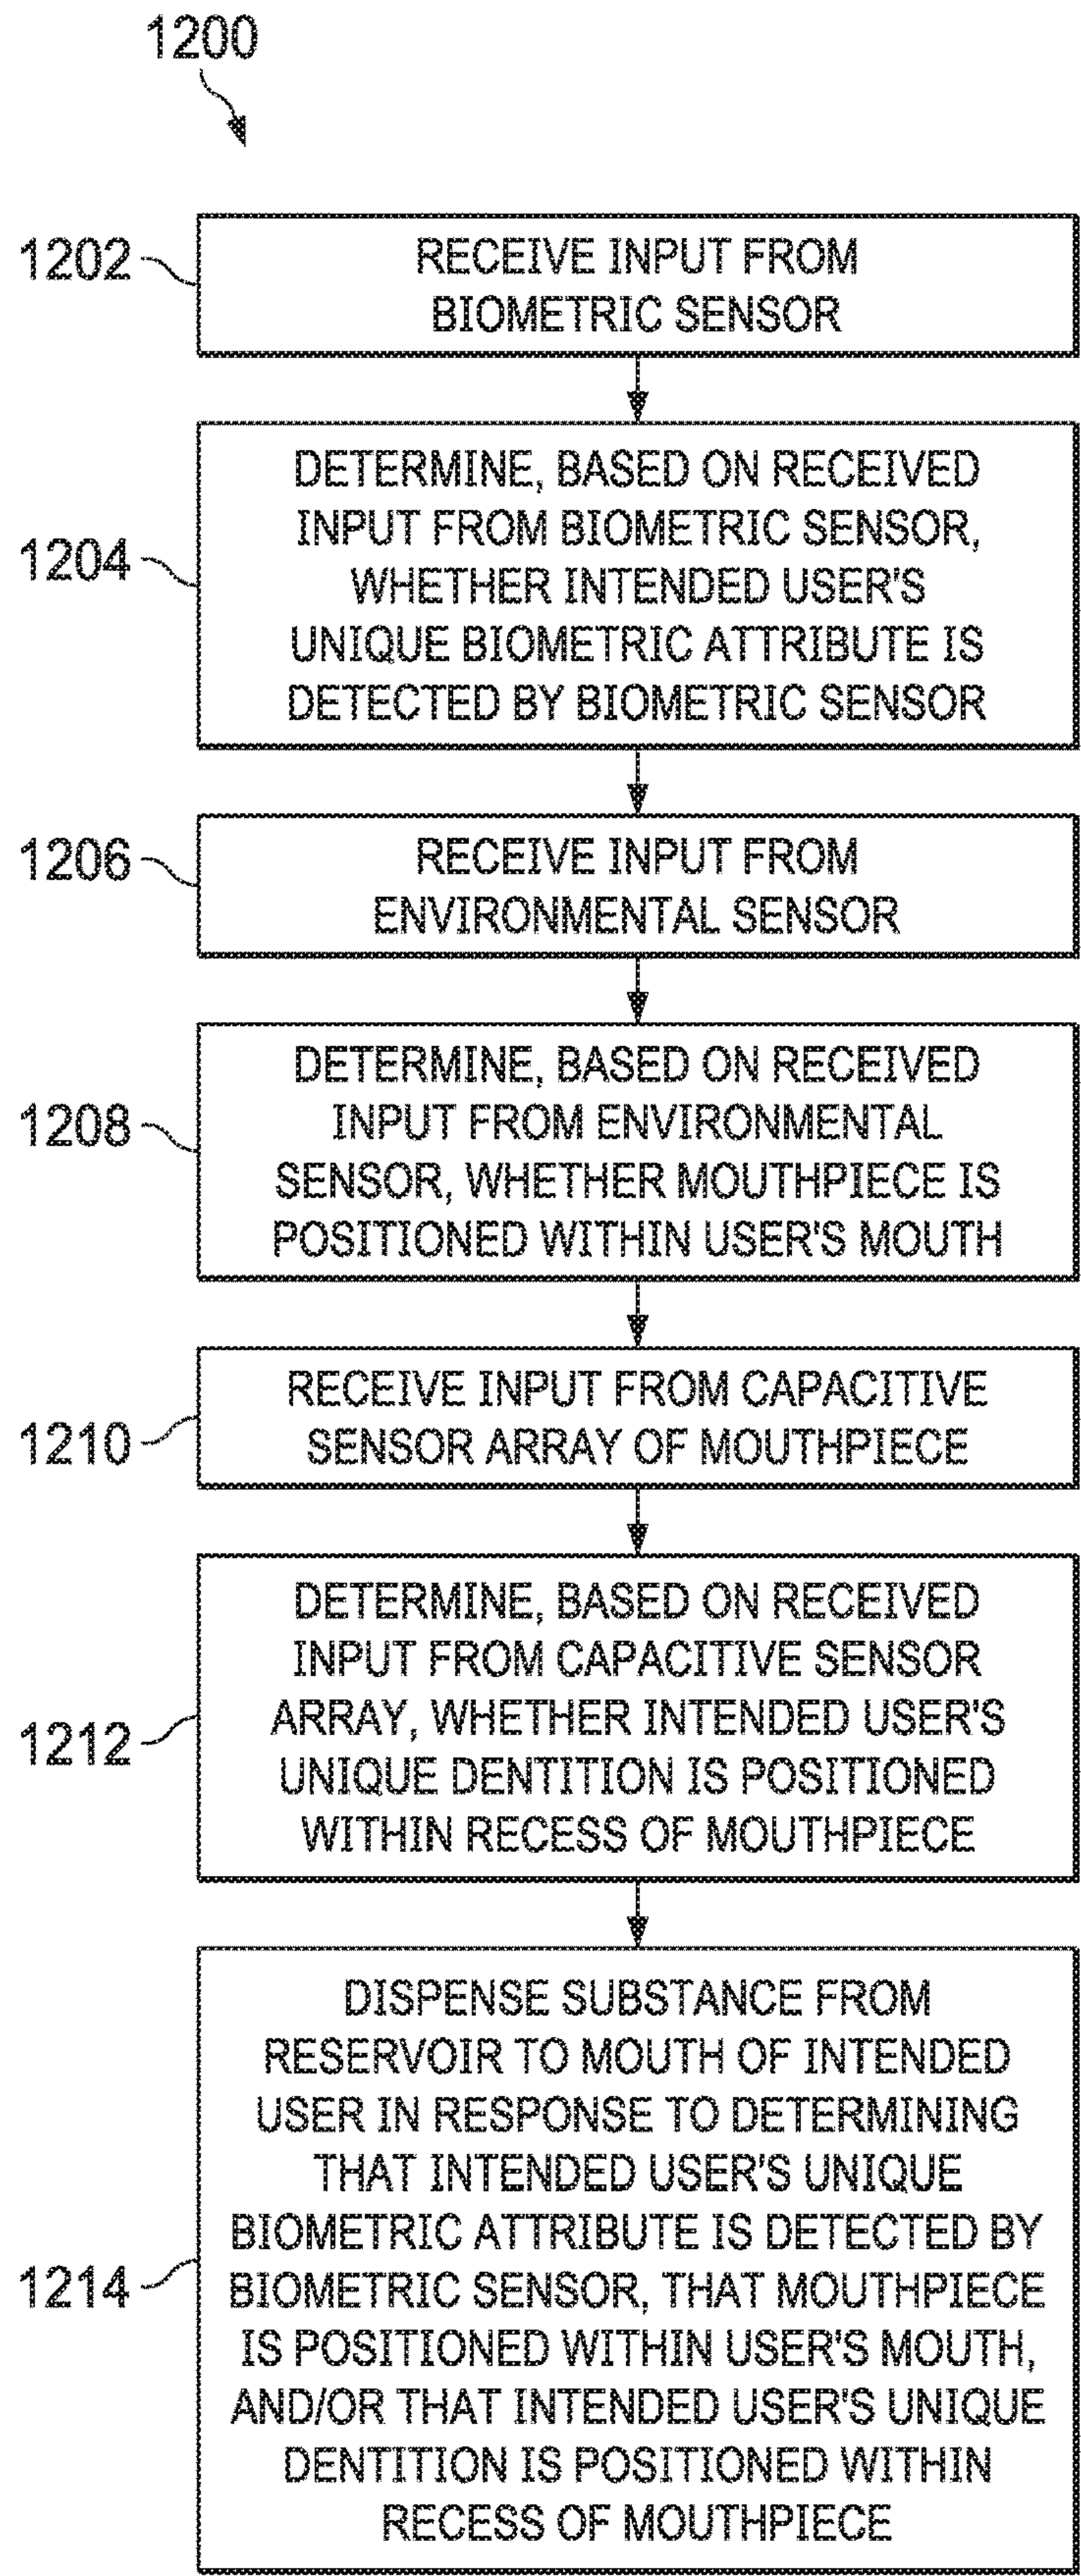 1200
1202
RECEIVE INPUT FROM
BIOMETRIC SENSOR
1204
DETERMINE, BASED ON RECEIVED
INPUT FROM BIOMETRIC SENSOR,
WHETHER INTENDED USER'S
UNIQUE BIOMETRIC ATTRIBUTE IS
DETECTED BY BIOMETRIC SENSOR
1206
RECEIVE INPUT FROM
ENVIRONMENTAL SENSOR
1208
DETERMINE, BASED ON RECEIVED
INPUT FROM ENVIRONMENTAL
SENSOR, WHETHER MOUTHPIECE IS
POSITIONED WITHIN USER'S MOUTH
1210
RECEIVE INPUT FROM CAPACITIVE
SENSOR ARRAY OF MOUTHPIECE
1212
DETERMINE, BASED ON RECEIVED
INPUT FROM CAPACITIVE SENSOR
ARRAY, WHETHER INTENDED USER'S
UNIQUE DENTITION IS POSITIONED
WITHIN RECESS OF MOUTHPIECE
1214
DISPENSE SUBSTANCE FROM
RESERVOIR TO MOUTH OF INTENDED
USER IN RESPONSE TO DETERMINING
THAT INTENDED USER'S UNIQUE
BIOMETRIC ATTRIBUTE IS DETECTED BY
BIOMETRIC SENSOR, THAT MOUTHPIECE
IS POSITIONED WITHIN USER'S MOUTH,
AND/OR THAT INTENDED USER'S UNIQUE
DENTITION IS POSITIONED WITHIN
RECESS OF MOUTHPIECE